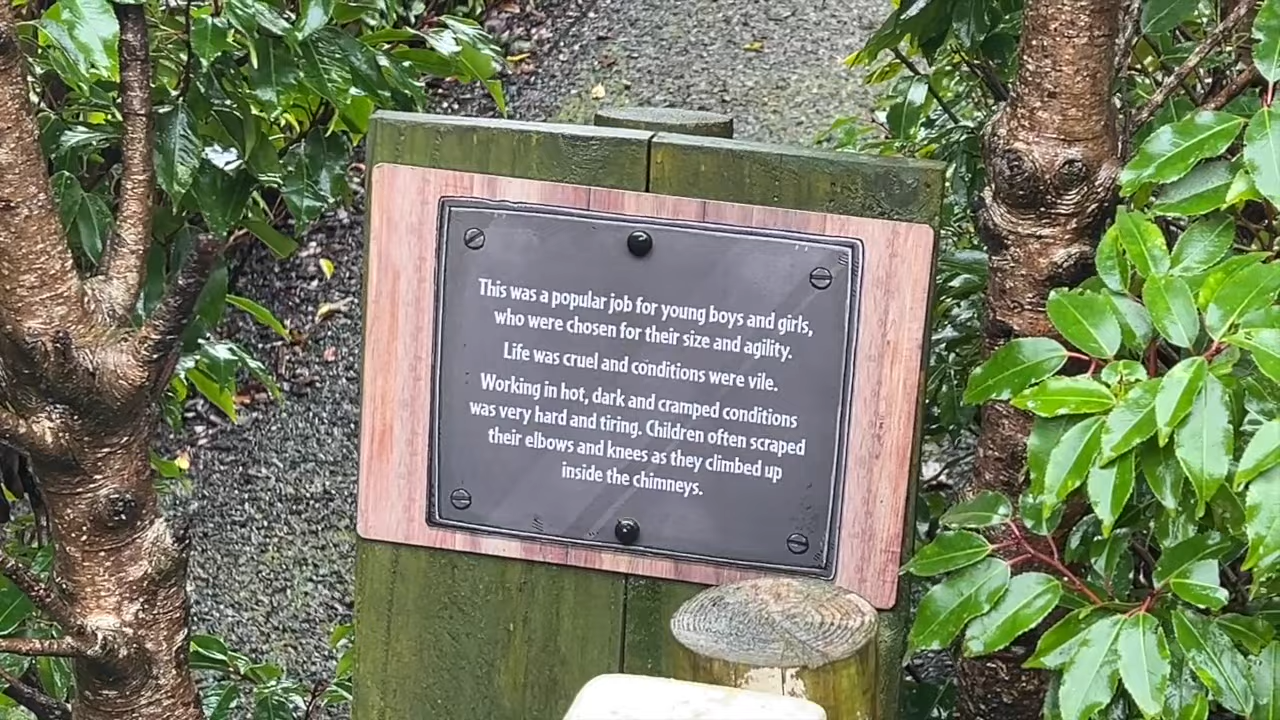 This was a popular job for young boys and girls,
who were chosen for their size and agility.
Life was cruel and conditions were vile.
Working in hot, dark and cramped conditions
was very hard and tiring. Children often scraped
their elbows and knees as they climbed up
inside the chimneys.